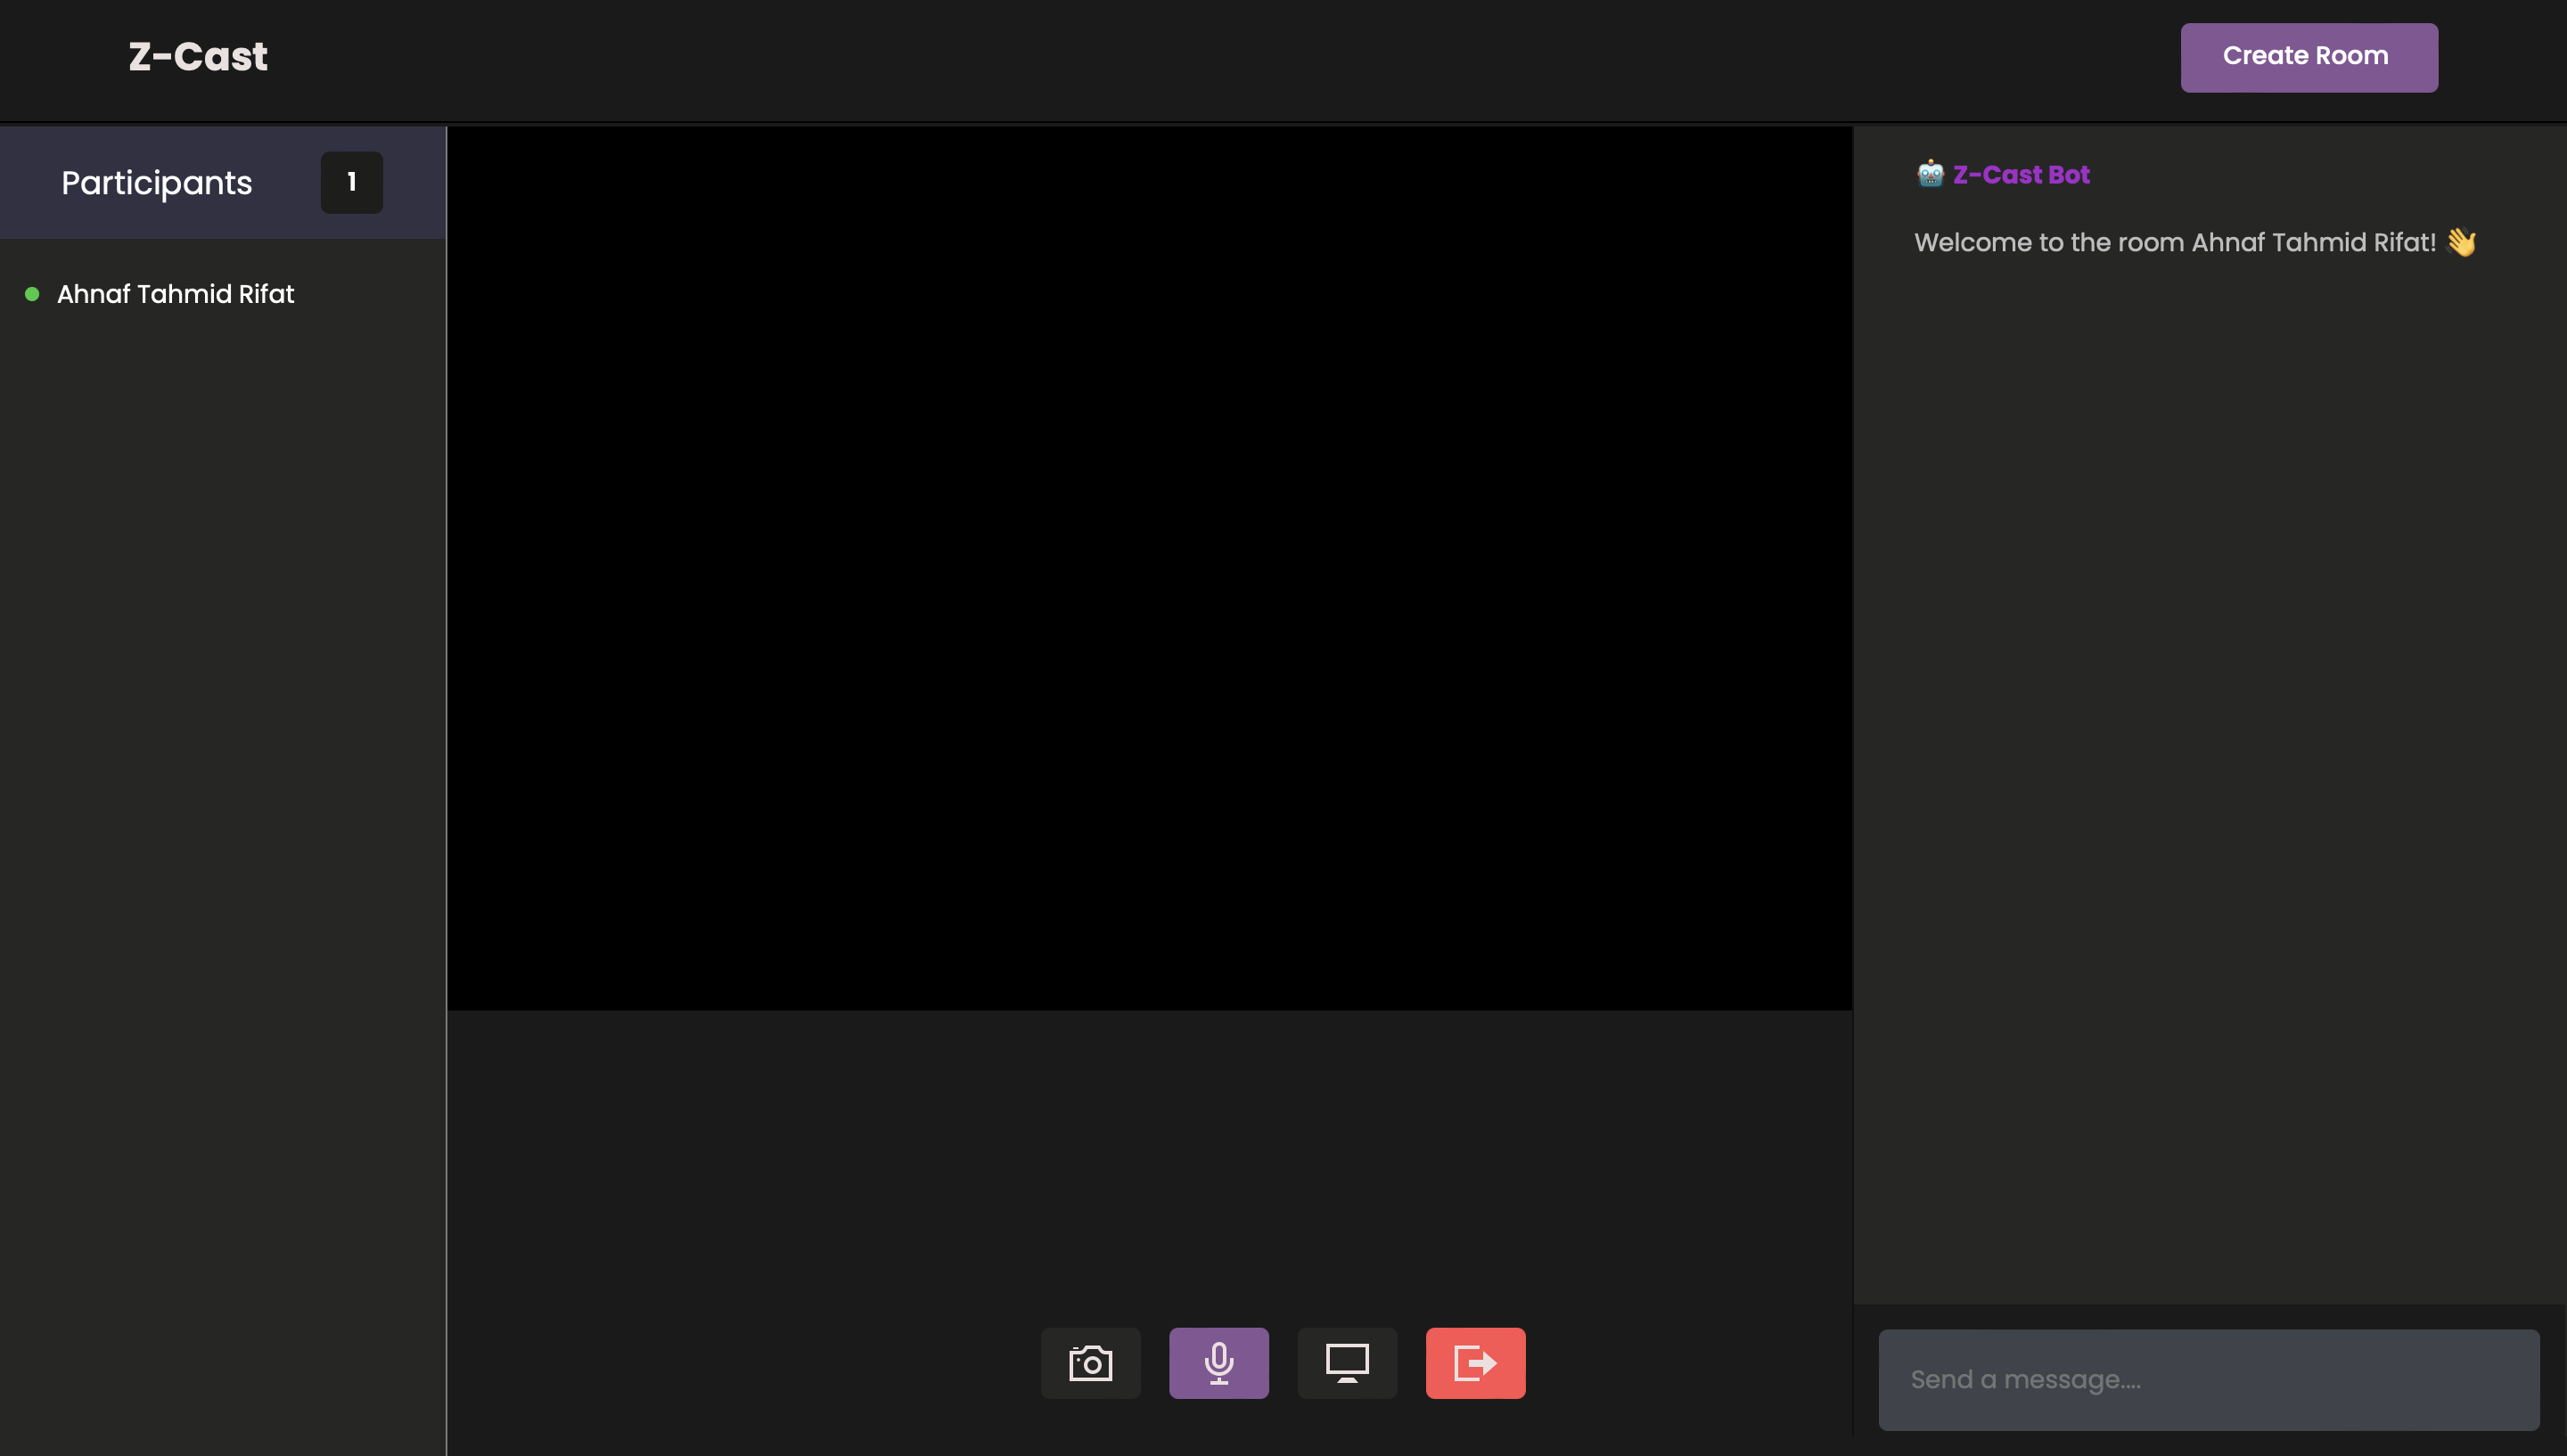 Z-Cast
Create Room
Participants 1
Ahnaf Tahmid Rifat
🤖 Z-Cast Bot
Welcome to the room Ahnaf Tahmid Rifat! 👋
Send a message....